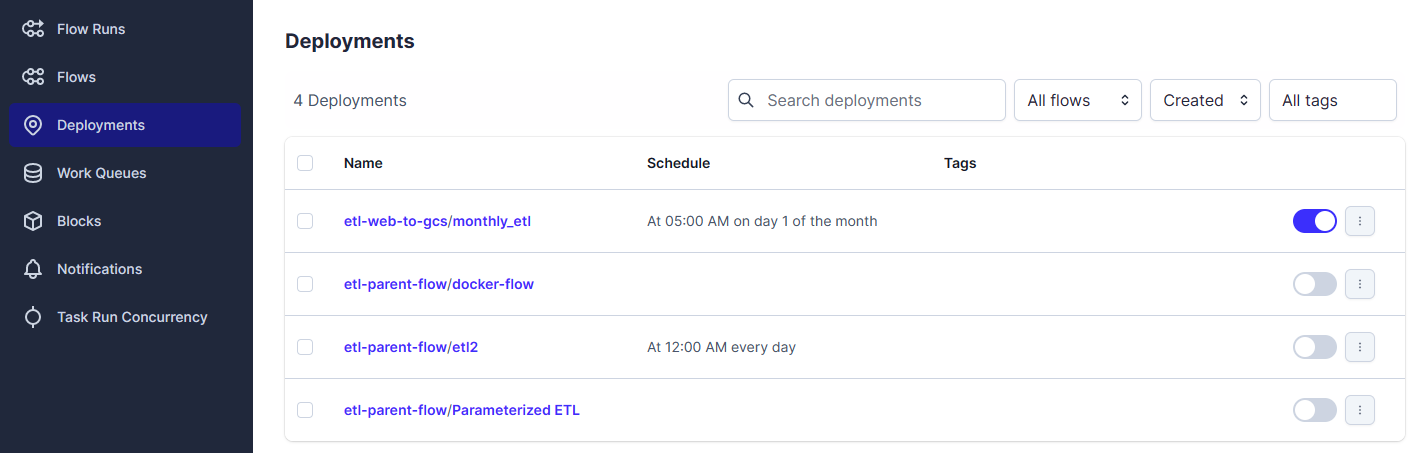 Flow Runs
Flows
Deployments
Work Queues
Blocks
Notifications
Task Run Concurrency
Deployments
4 Deployments
Search deployments
All flows
Created
All tags
Name Schedule Tags
etl-web-to-gcs/monthly_etl At 05:00 AM on day 1 of the month
etl-parent-flow/docker-flow
etl-parent-flow/etl2 At 12:00 AM every day
etl-parent-flow/Parameterized ETL